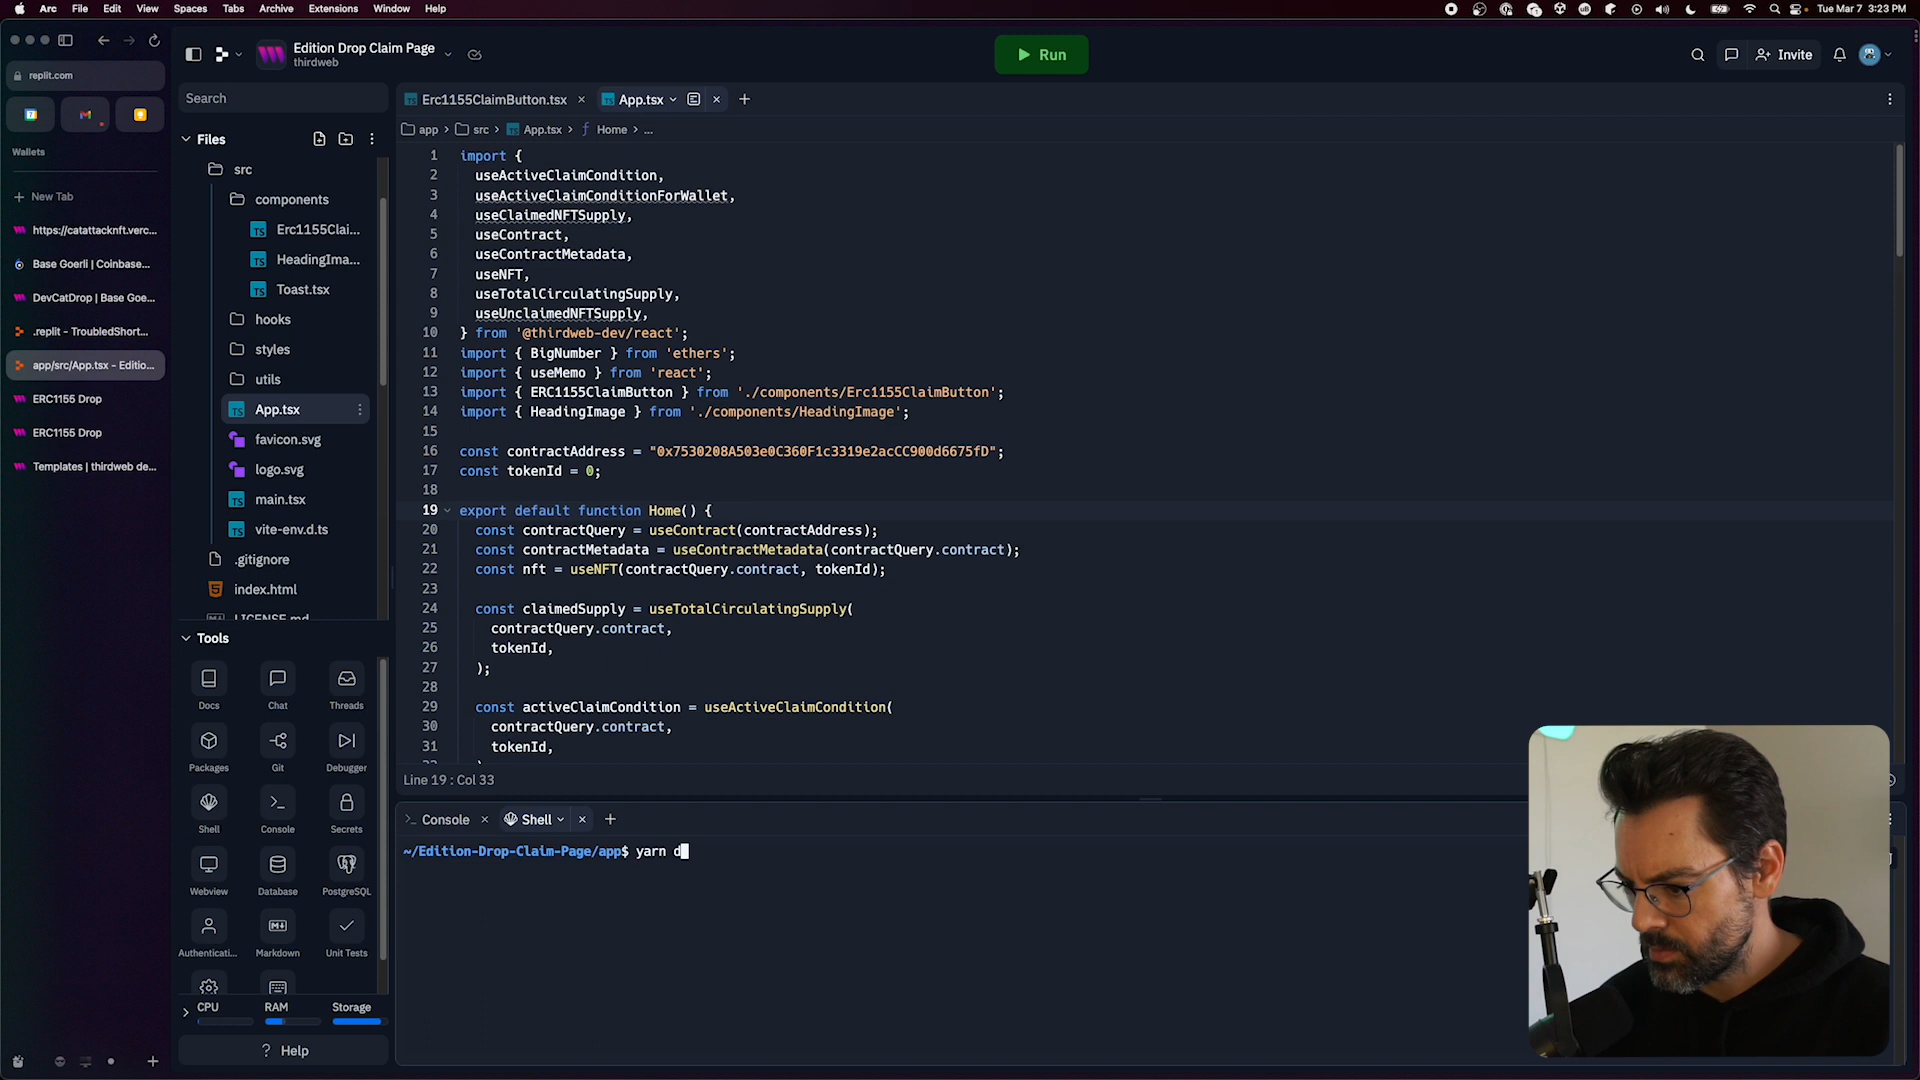 Arc File Edit View Spaces Tabs Archive Extensions Window Help
Tue Mar 7 3:23 PM
replit.com
Wallets
New Tab
https://catattacknft.verc...
Base Goerli | Coinbase...
DevCatDrop | Base Goe...
.replit - TroubledShort...
app/src/App.tsx - Editio...
ERC1155 Drop
ERC1155 Drop
Templates | thirdweb de...
Edition Drop Claim Page
thirdweb
Run
Invite
Search
Files
src
components
Erc1155Clai...
HeadingIma...
Toast.tsx
hooks
styles
utils
App.tsx
favicon.svg
logo.svg
main.tsx
vite-env.d.ts
.gitignore
index.html
LICENSE.md
Tools
Docs Chat Threads
Packages Git Debugger
Shell Console Secrets
Webview Database PostgreSQL
Authenticati... Markdown Unit Tests
CPU RAM Storage
Help
Erc1155ClaimButton.tsx App.tsx
app > src > App.tsx > Home > ...
1 import {
2 useActiveClaimCondition,
3 useActiveClaimConditionForWallet,
4 useClaimedNFTSupply,
5 useContract,
6 useContractMetadata,
7 useNFT,
8 useTotalCirculatingSupply,
9 useUnclaimedNFTSupply,
10 } from '@thirdweb-dev/react';
11 import { BigNumber } from 'ethers';
12 import { useMemo } from 'react';
13 import { ERC1155ClaimButton } from './components/Erc1155ClaimButton';
14 import { HeadingImage } from './components/HeadingImage';
15
16 const contractAddress = "0x7530208A503e0C360F1c3319e2acCC900d6675fD";
17 const tokenId = 0;
18
19 export default function Home() {
20 const contractQuery = useContract(contractAddress);
21 const contractMetadata = useContractMetadata(contractQuery.contract);
22 const nft = useNFT(contractQuery.contract, tokenId);
23
24 const claimedSupply = useTotalCirculatingSupply(
25 contractQuery.contract,
26 tokenId,
27 );
28
29 const activeClaimCondition = useActiveClaimCondition(
30 contractQuery.contract,
31 tokenId,
Line 19 : Col 33
Console Shell
~/Edition-Drop-Claim-Page/app$ yarn d